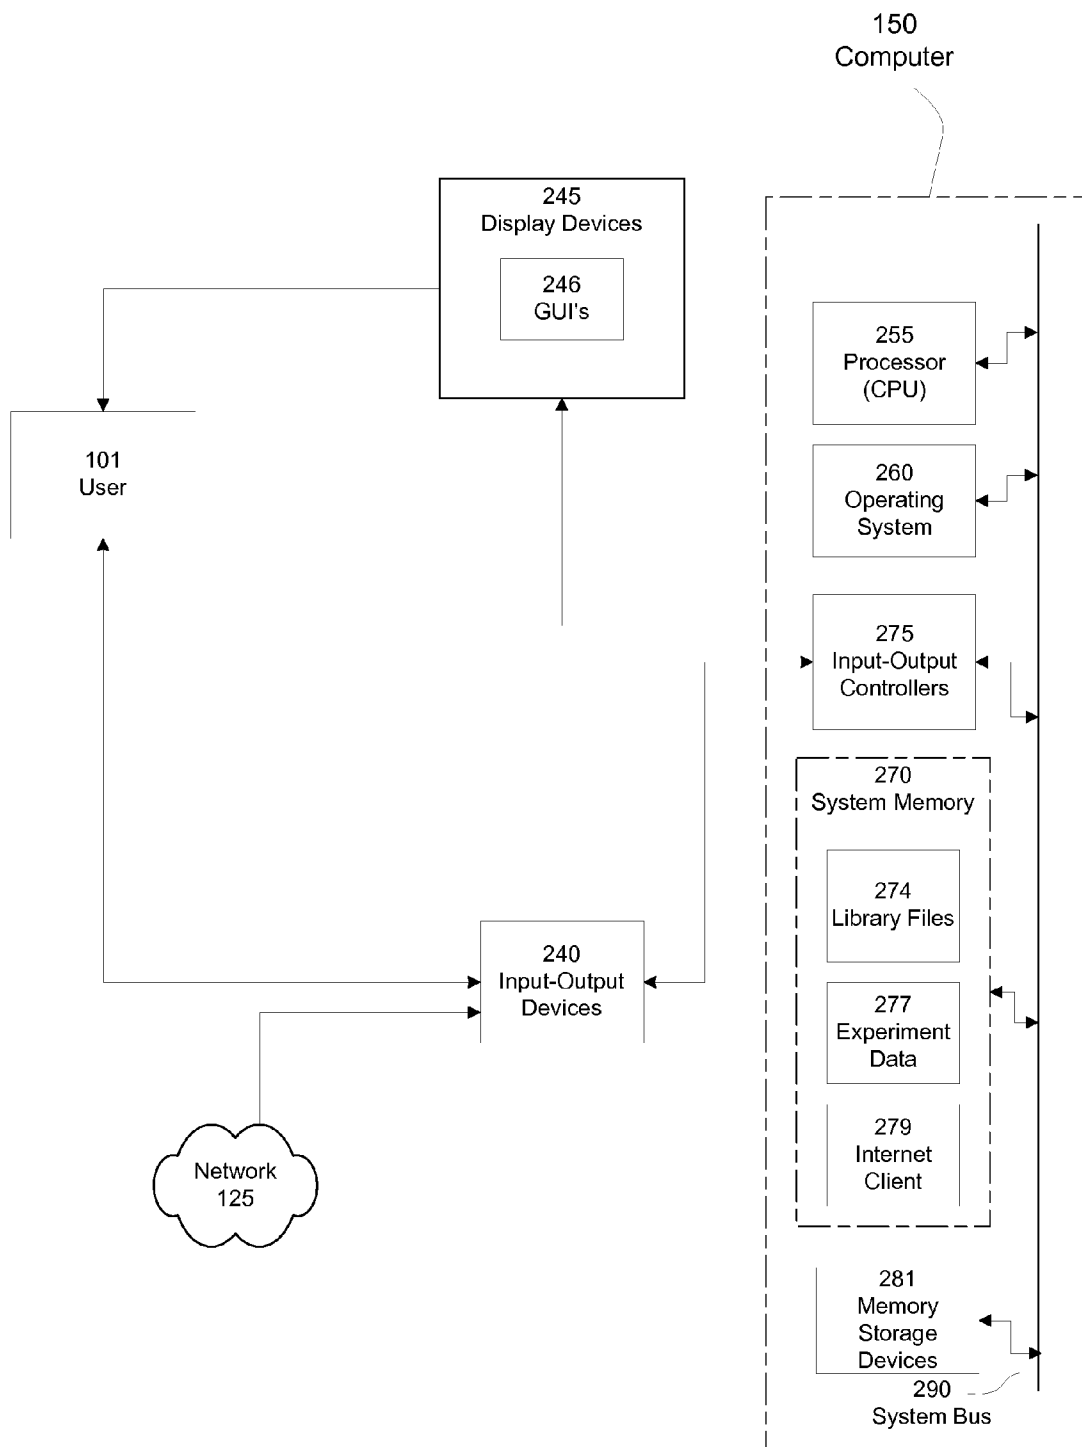 150
Computer
245
Display Devices
246
GUI's
255
Processor
(CPU)
101
User
260
Operating
System
275
Input-Output
Controllers
270
System Memory
274
Library Files
240
Input-Output
Devices
277
Experiment
Data
279
Internet
Client
Network
125
281
Memory
Storage
Devices
290
System Bus